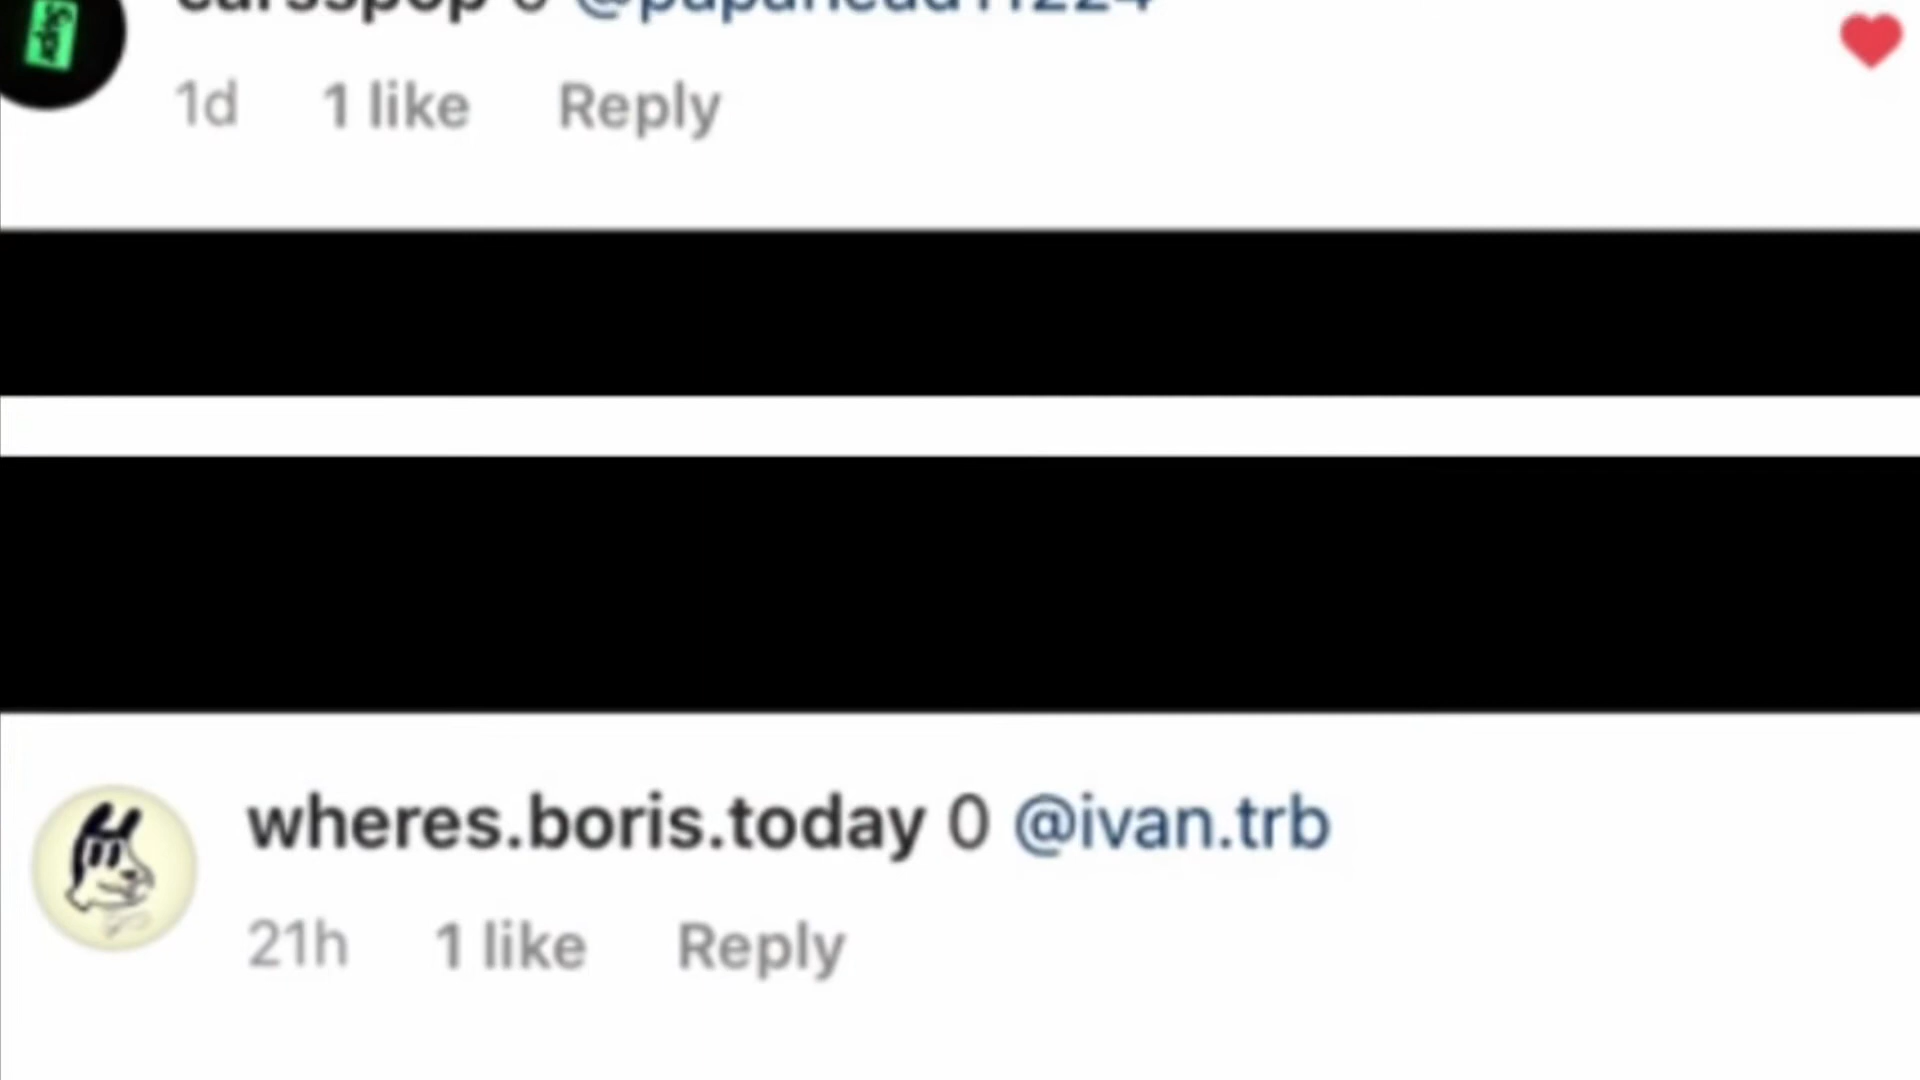 1d 1 like Reply
wheres.boris.today 0 @ivan.trb
21h 1 like Reply